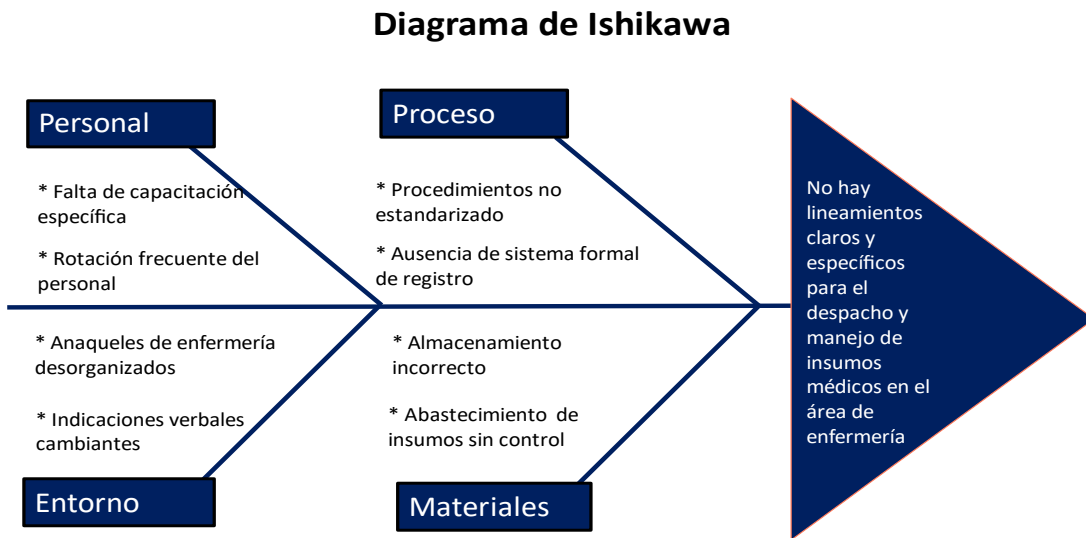 Diagrama de Ishikawa
Personal
* Falta de capacitación
específica
* Rotación frecuente del
personal
Proceso
* Procedimientos no
estandarizado
* Ausencia de sistema formal
de registro
* Anaqueles de enfermería
desorganizados
* Indicaciones verbales
cambiantes
Entorno
* Almacenamiento
incorrecto
* Abastecimiento de
insumos sin control
Materiales
No hay
lineamientos
claros y
específicos
para el
despacho y
manejo de
insumos
médicos en el
área de
enfermería